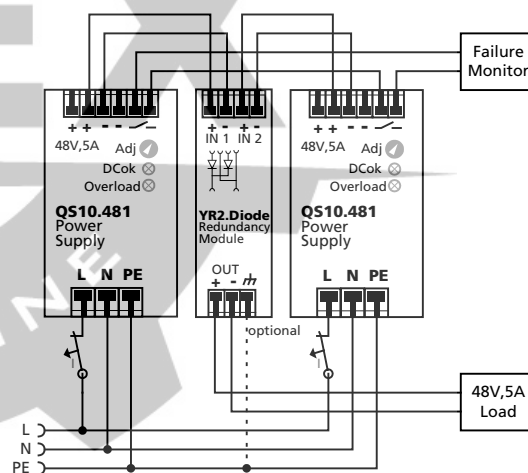 Failure
Monitor
+ + - - -
48V,5A Adj
DCok
Overload
QS10.481
Power
Supply
L N PE
+ - + -
IN 1 IN 2
YR2.Diode
Redundancy
Module
OUT
+ -
optional
+ + - - -
48V,5A Adj
DCok
Overload
QS10.481
Power
Supply
L N PE
I
I
48V,5A
Load
L
N
PE
NE